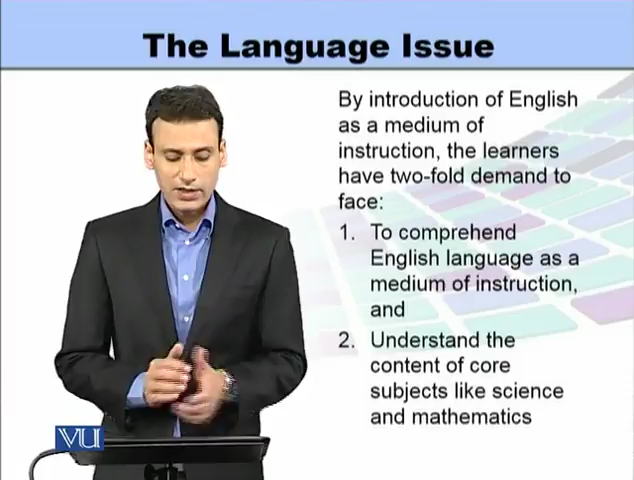 The Language Issue
By introduction of English
as a medium of
instruction, the learners
have two-fold demand to
face:
1. To comprehend
English language as a
medium of instruction,
and
2. Understand the
content of core
subjects like science
and mathematics
VU